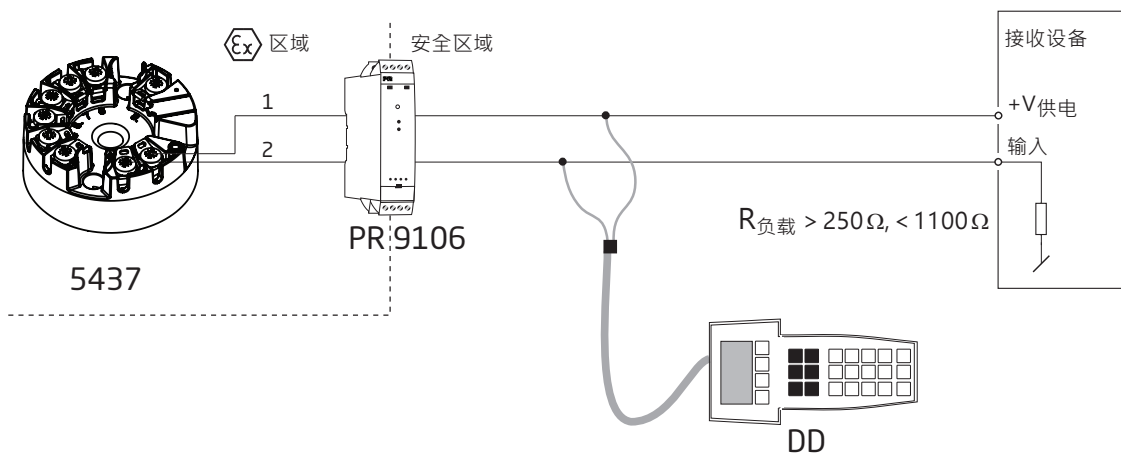 Ex 区域
安全区域
接收设备
1
+V供电
PR
2
输入
R负载 > 250Ω, < 1100Ω
PR 9106
5437
DD